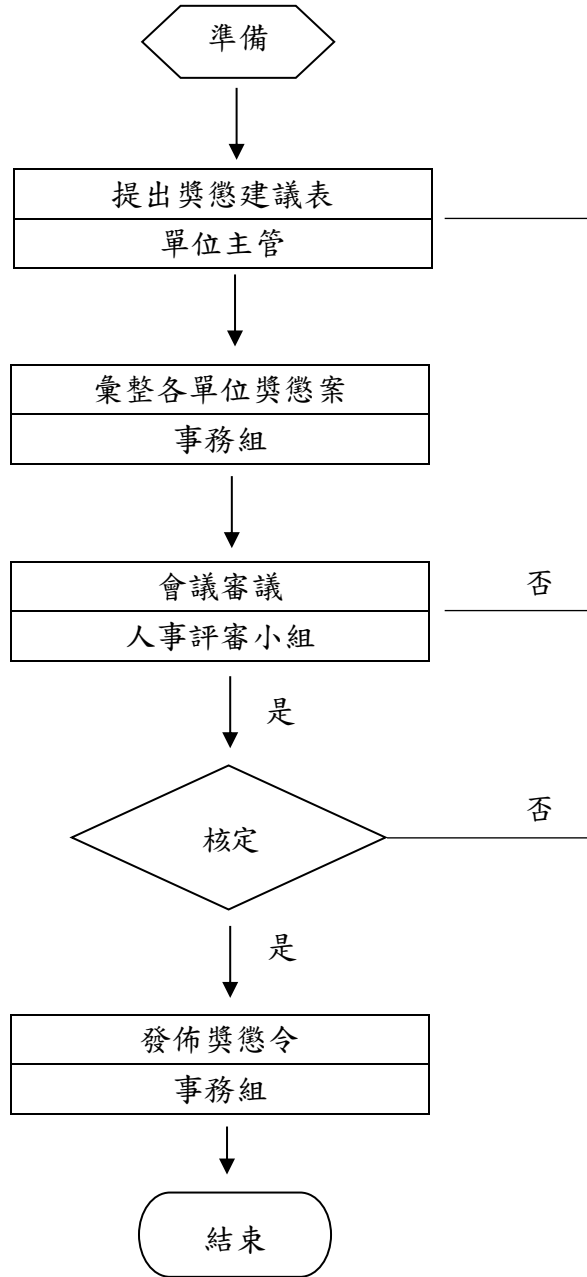 準備
提出獎懲建議表
單位主管
彙整各單位獎懲案
事務組
會議審議
否
人事評審小組
是
否
核定
是
發佈獎懲令
事務組
結束